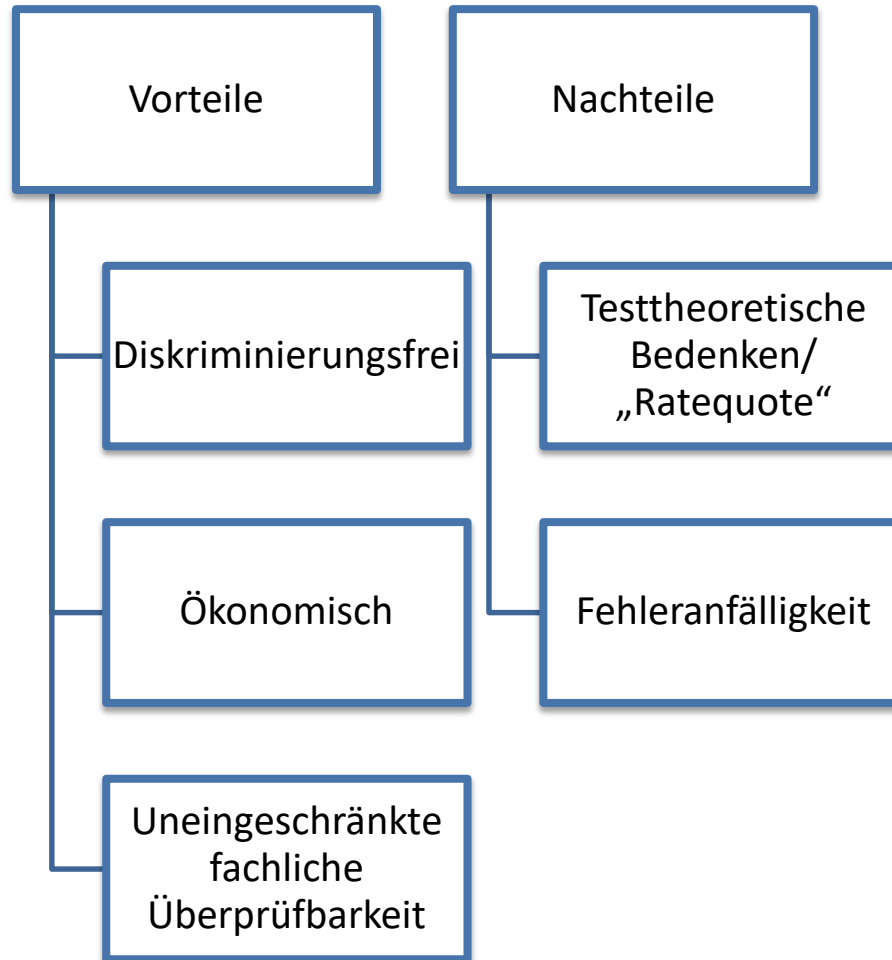 Vorteile
Diskriminierungsfrei
Ökonomisch
Uneingeschränkte
fachliche
Überprüfbarkeit
Nachteile
Testtheoretische
Bedenken/
„Ratequote“
Fehleranfälligkeit